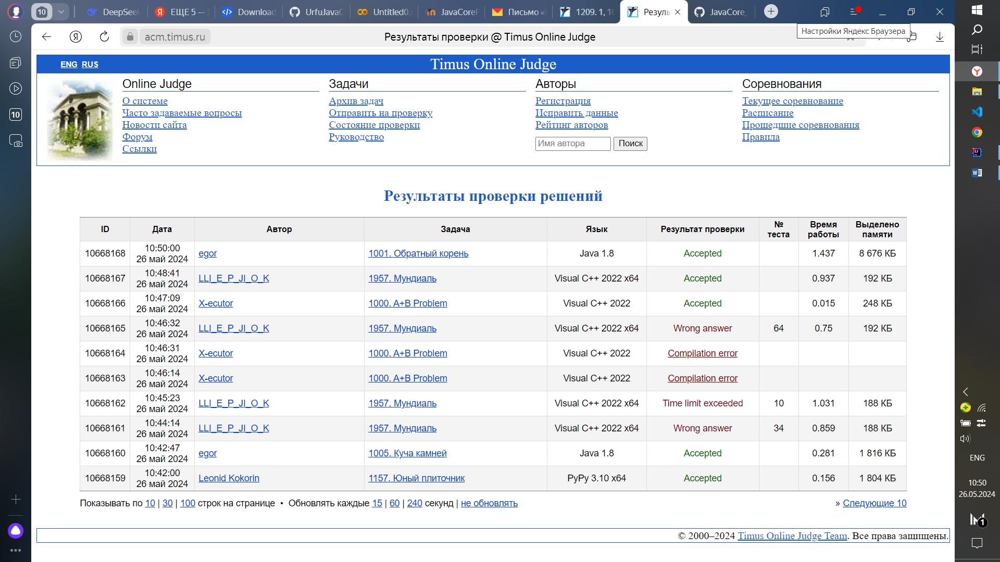 10
DeepSeek
ЕЩЕ 5 —
Download
UrfuJavaC
Untitled0.i
JavaCoreP
Письмо «
1209. 1, 10
Резуль
JavaCore_
acm.timus.ru
Результаты проверки @ Timus Online Judge
Настройки Яндекс Браузера
10
ENG RUS
Timus Online Judge
Online Judge
О системе
Часто задаваемые вопросы
Новости сайта
Форум
Ссылки
Задачи
Архив задач
Отправить на проверку
Состояние проверки
Руководство
Авторы
Регистрация
Исправить данные
Рейтинг авторов
Имя автора Поиск
Соревнования
Текущее соревнование
Расписание
Прошедшие соревнования
Правила
Результаты проверки решений
ID Дата Автор Задача Язык Результат проверки № теста Время работы Выделено памяти
10668168 10:50:00 26 май 2024 egor 1001. Обратный корень Java 1.8 Accepted 1.437 8 676 КБ
10668167 10:48:41 26 май 2024 LLI_E_P_JI_O_K 1957. Мундиаль Visual C++ 2022 x64 Accepted 0.937 192 КБ
10668166 10:47:09 26 май 2024 X-ecutor 1000. A+B Problem Visual C++ 2022 Accepted 0.015 248 КБ
10668165 10:46:32 26 май 2024 LLI_E_P_JI_O_K 1957. Мундиаль Visual C++ 2022 x64 Wrong answer 64 0.75 192 КБ
10668164 10:46:31 26 май 2024 X-ecutor 1000. A+B Problem Visual C++ 2022 Compilation error
10668163 10:46:14 26 май 2024 X-ecutor 1000. A+B Problem Visual C++ 2022 Compilation error
10668162 10:45:23 26 май 2024 LLI_E_P_JI_O_K 1957. Мундиаль Visual C++ 2022 x64 Time limit exceeded 10 1.031 188 КБ
10668161 10:44:14 26 май 2024 LLI_E_P_JI_O_K 1957. Мундиаль Visual C++ 2022 x64 Wrong answer 34 0.859 188 КБ
10668160 10:42:47 26 май 2024 egor 1005. Куча камней Java 1.8 Accepted 0.281 1 816 КБ
10668159 10:42:00 26 май 2024 Leonid Kokorin 1157. Юный плиточник PyPy 3.10 x64 Accepted 0.156 1 804 КБ
Показывать по 10 | 30 | 100 строк на странице • Обновлять каждые 15 | 60 | 240 секунд | не обновлять
» Следующие 10
© 2000–2024 Timus Online Judge Team. Все права защищены.
ENG
10:50
26.05.2024
1